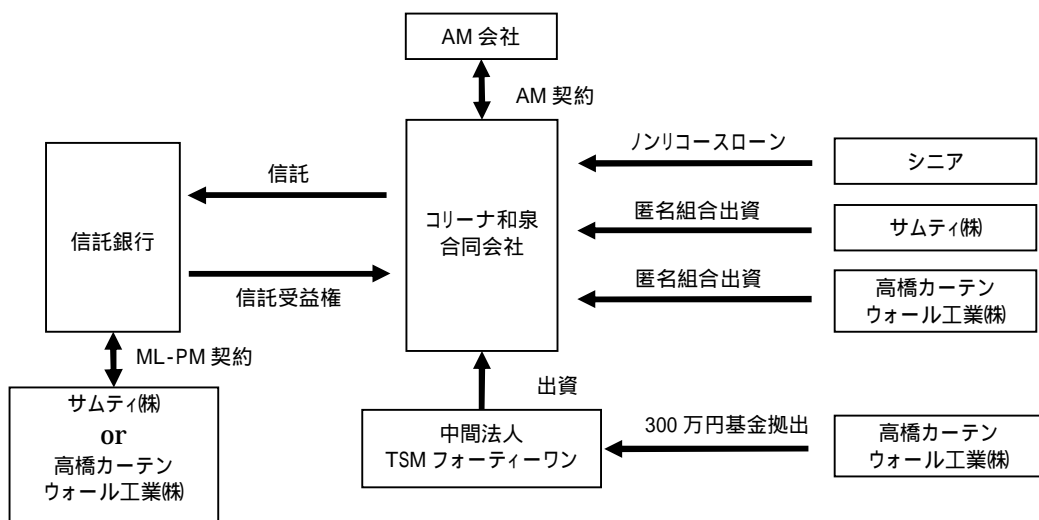 AM 会社
AM 契約
ノンリコースローン
シニア
信託
匿名組合出資
サムティ㈱
信託銀行
コリーナ和泉
合同会社
信託受益権
匿名組合出資
高橋カーテン
ウォール工業㈱
ML-PM 契約
出資
サムティ㈱
or
高橋カーテン
ウォール工業㈱
中間法人
TSM フォーティーワン
300 万円基金拠出
高橋カーテン
ウォール工業㈱